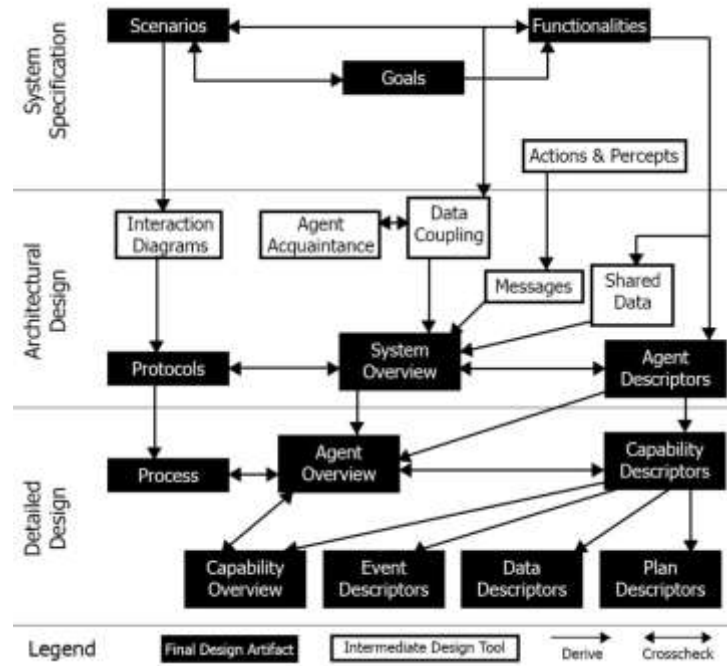 System
Specification
Scenarios
Functionalities
Goals
Actions & Percepts
Architectural
Design
Interaction
Diagrams
Agent
Acquaintance
Data
Coupling
Messages
Shared
Data
Protocols
System
Overview
Agent
Descriptors
Detailed
Design
Process
Agent
Overview
Capability
Descriptors
Capability
Overview
Event
Descriptors
Data
Descriptors
Plan
Descriptors
Legend
Final Design Artifact
Intermediate Design Tool
Derive
Crosscheck